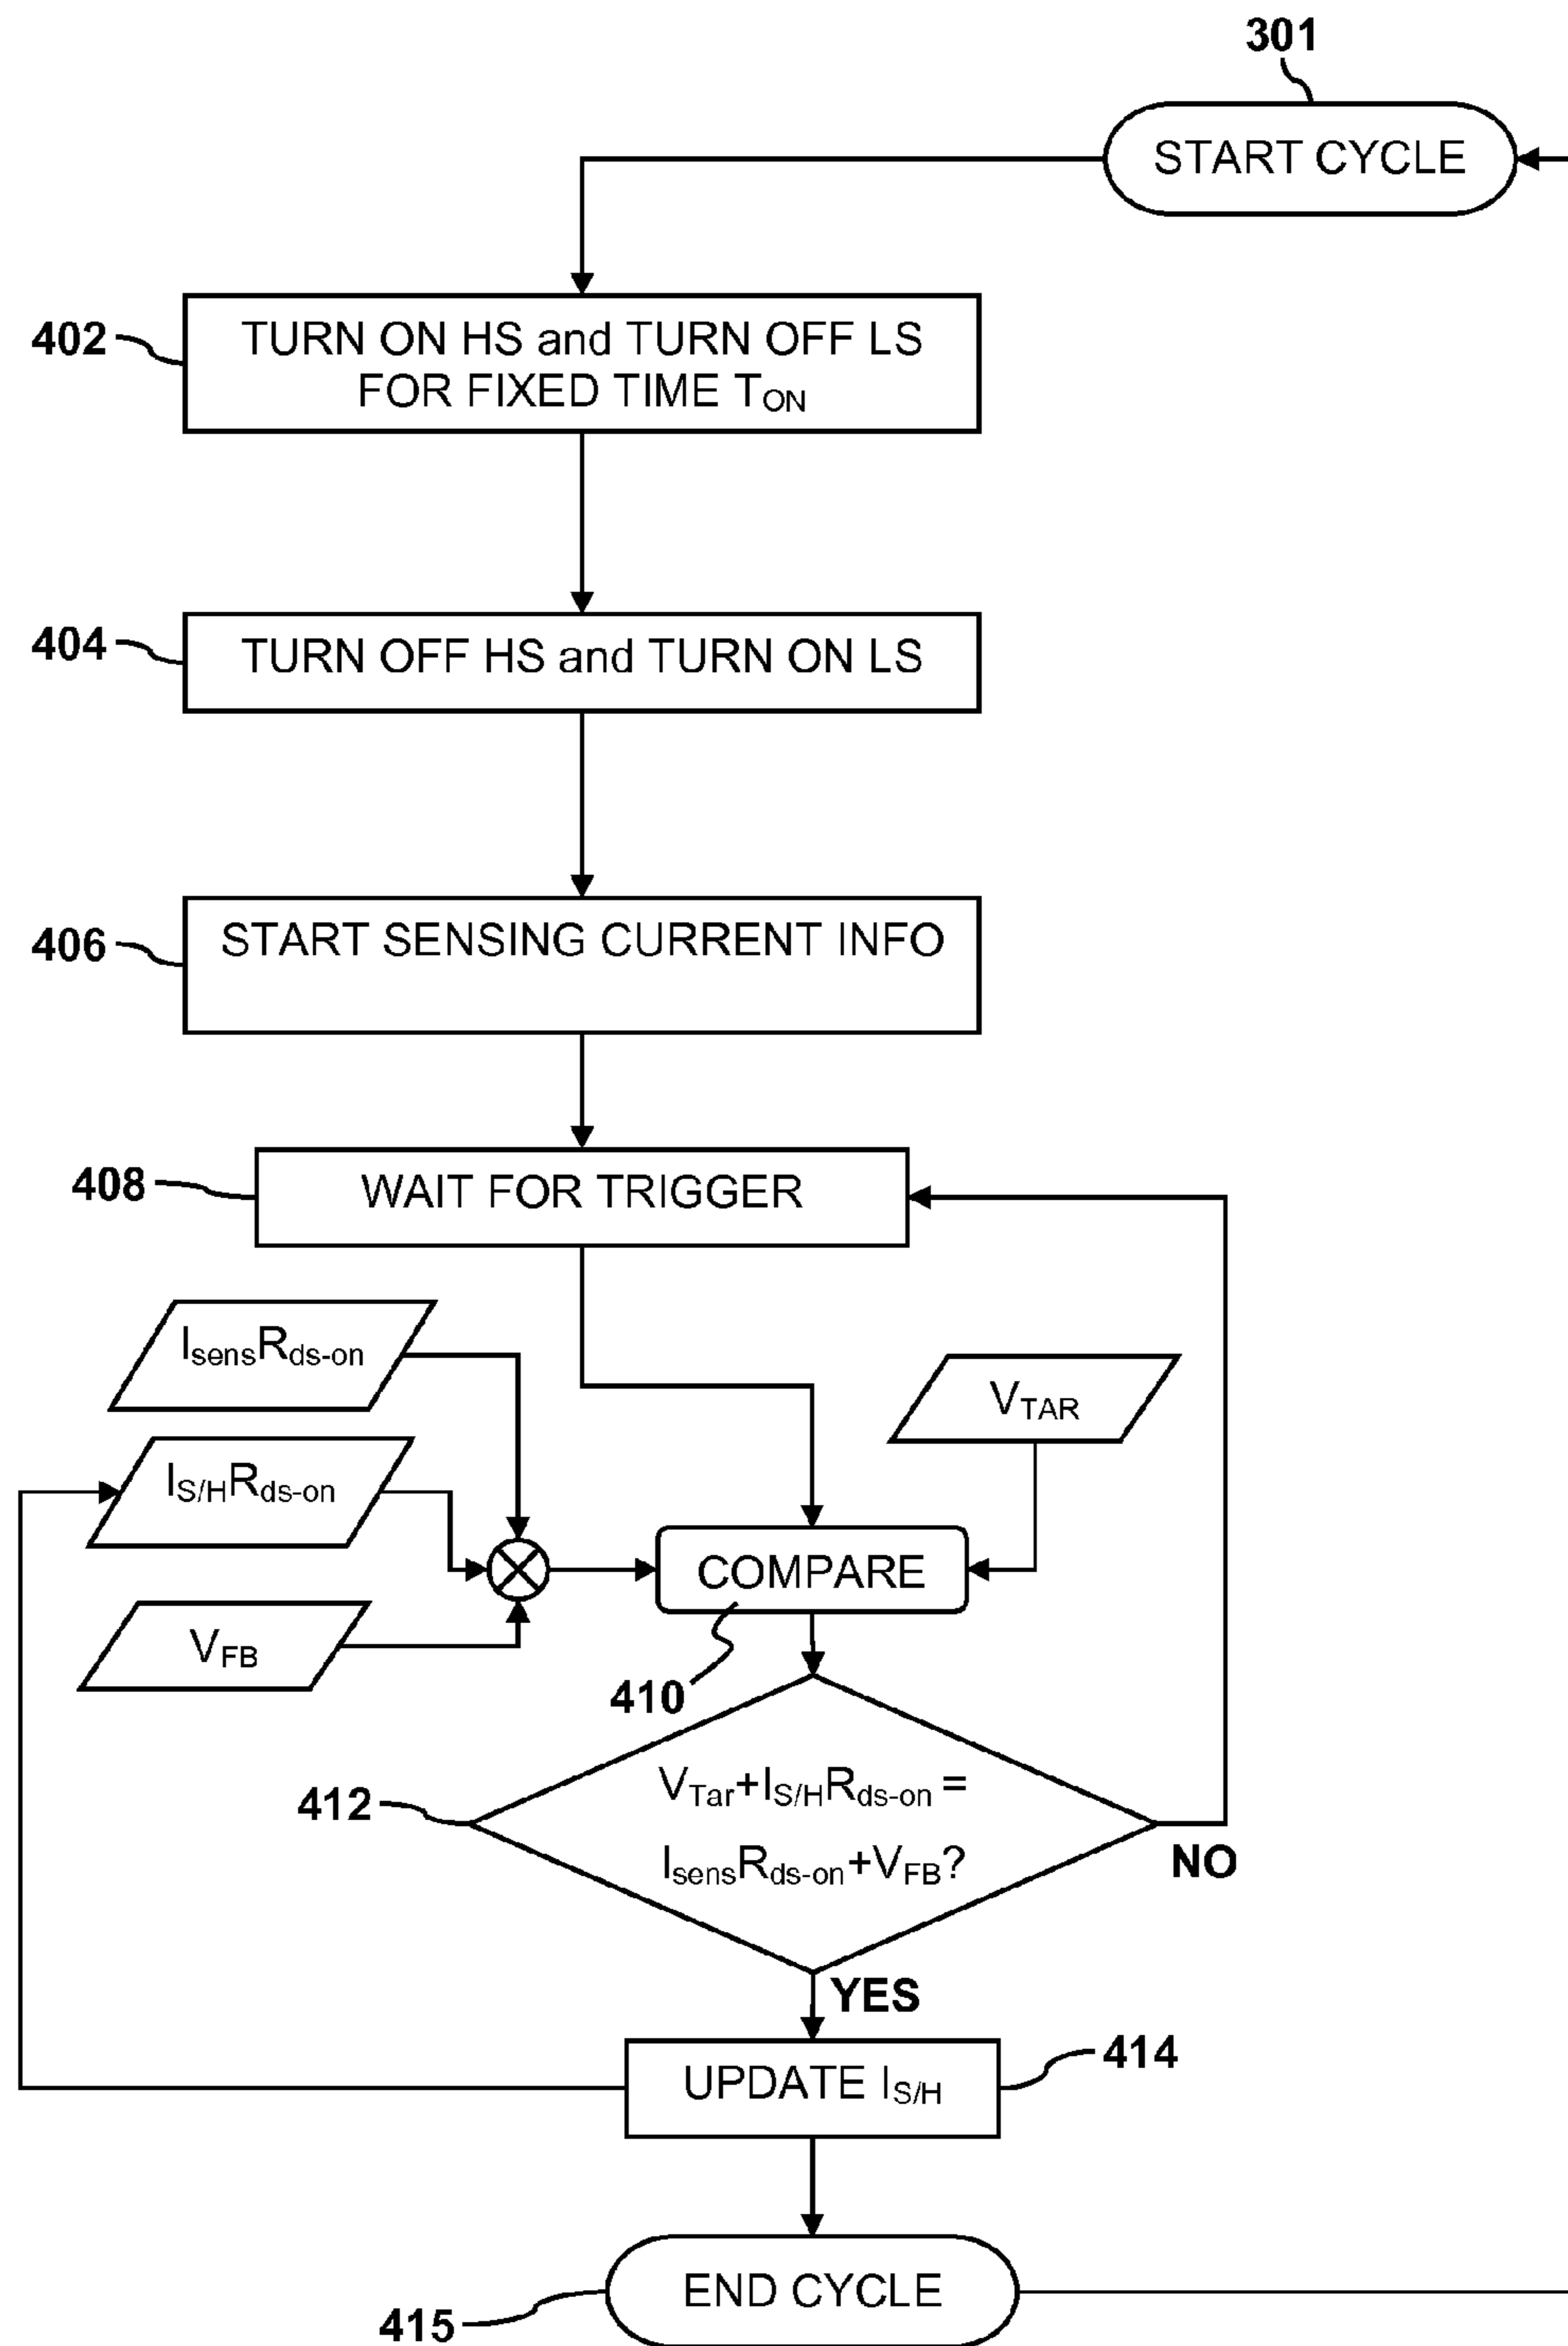 301
START CYCLE
402
TURN ON HS and TURN OFF LS
FOR FIXED TIME TON
404
TURN OFF HS and TURN ON LS
406
START SENSING CURRENT INFO
408
WAIT FOR TRIGGER
IsensRds-on
VTAR
IS/HRds-on
COMPARE
VFB
410
412
VTar+IS/HRds-on =
IsensRds-on+VFB?
NO
YES
414
UPDATE IS/H
END CYCLE
415